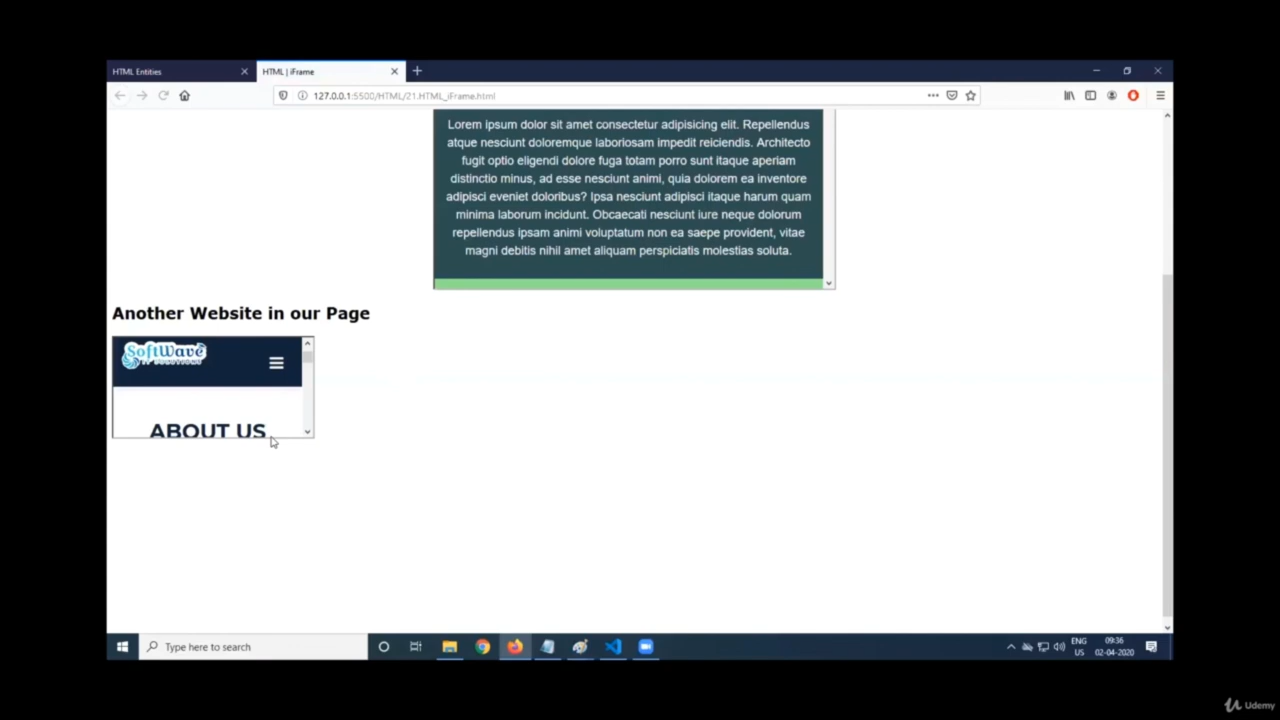 HTML Entities
HTML | iFrame
127.0.0.1:5500/HTML/21.HTML_iFrame.html
Lorem ipsum dolor sit amet consectetur adipisicing elit. Repellendus
atque nesciunt doloremque laboriosam impedit reiciendis. Architecto
fugit optio eligendi dolore fuga totam porro sunt itaque aperiam
distinctio minus, ad esse nesciunt animi, quia dolorem ea inventore
adipisci eveniet doloribus? Ipsa nesciunt adipisci itaque harum quam
minima laborum incidunt. Obcaecati nesciunt iure neque dolorum
repellendus ipsam animi voluptatum non ea saepe provident, vitae
magni debitis nihil amet aliquam perspiciatis molestias soluta.
Another Website in our Page
SoftWave
IT SOLUTIONS
ABOUT US
Type here to search
ENG
US
09:36
02-04-2020
Udemy